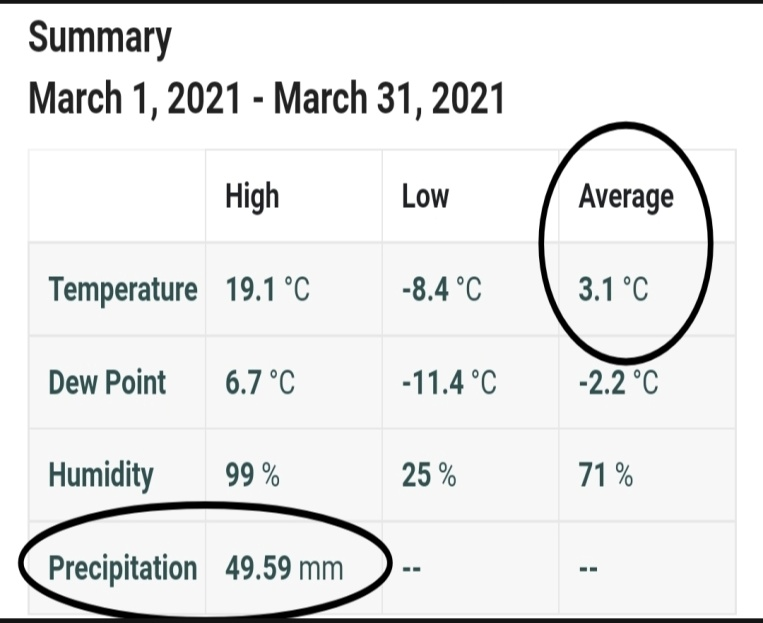 Summary
March 1, 2021 - March 31, 2021
High Low Average
Temperature 19.1 °C -8.4 °C 3.1 °C
Dew Point 6.7 °C -11.4 °C -2.2 °C
Humidity 99 % 25 % 71 %
Precipitation 49.59 mm -- --